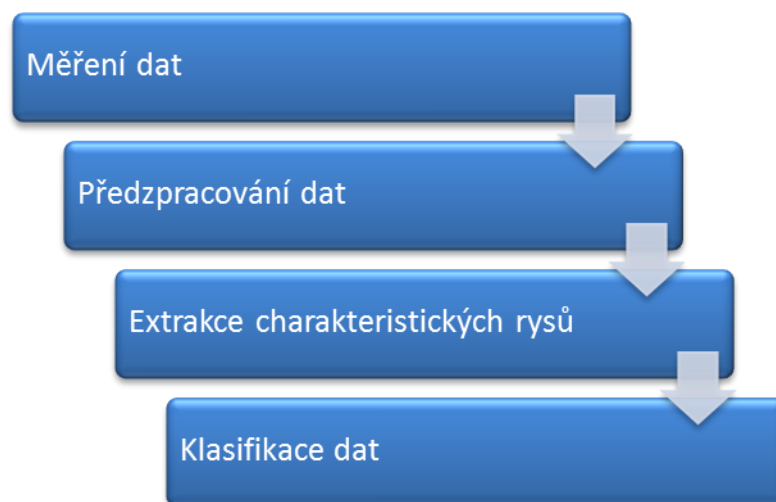 Měření dat
Předzpracování dat
Extrakce charakteristických rysů
Klasifikace dat